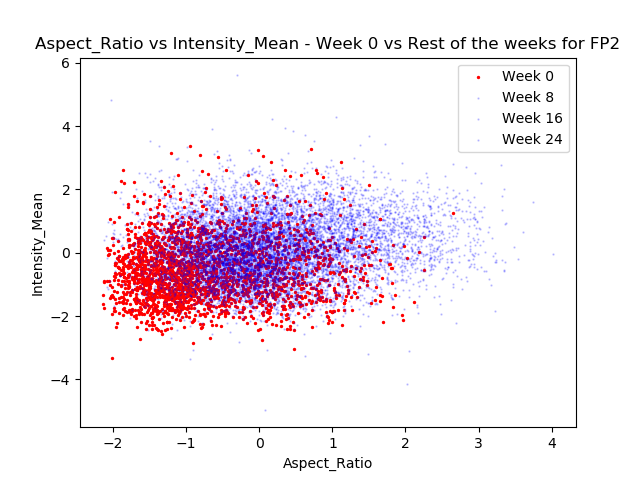 Aspect_Ratio vs Intensity_Mean - Week 0 vs Rest of the weeks for FP2
Week 0
Week 8
Week 16
Week 24
6
4
2
0
−2
−4
Intensity_Mean
−2 −1 0 1 2 3 4
Aspect_Ratio